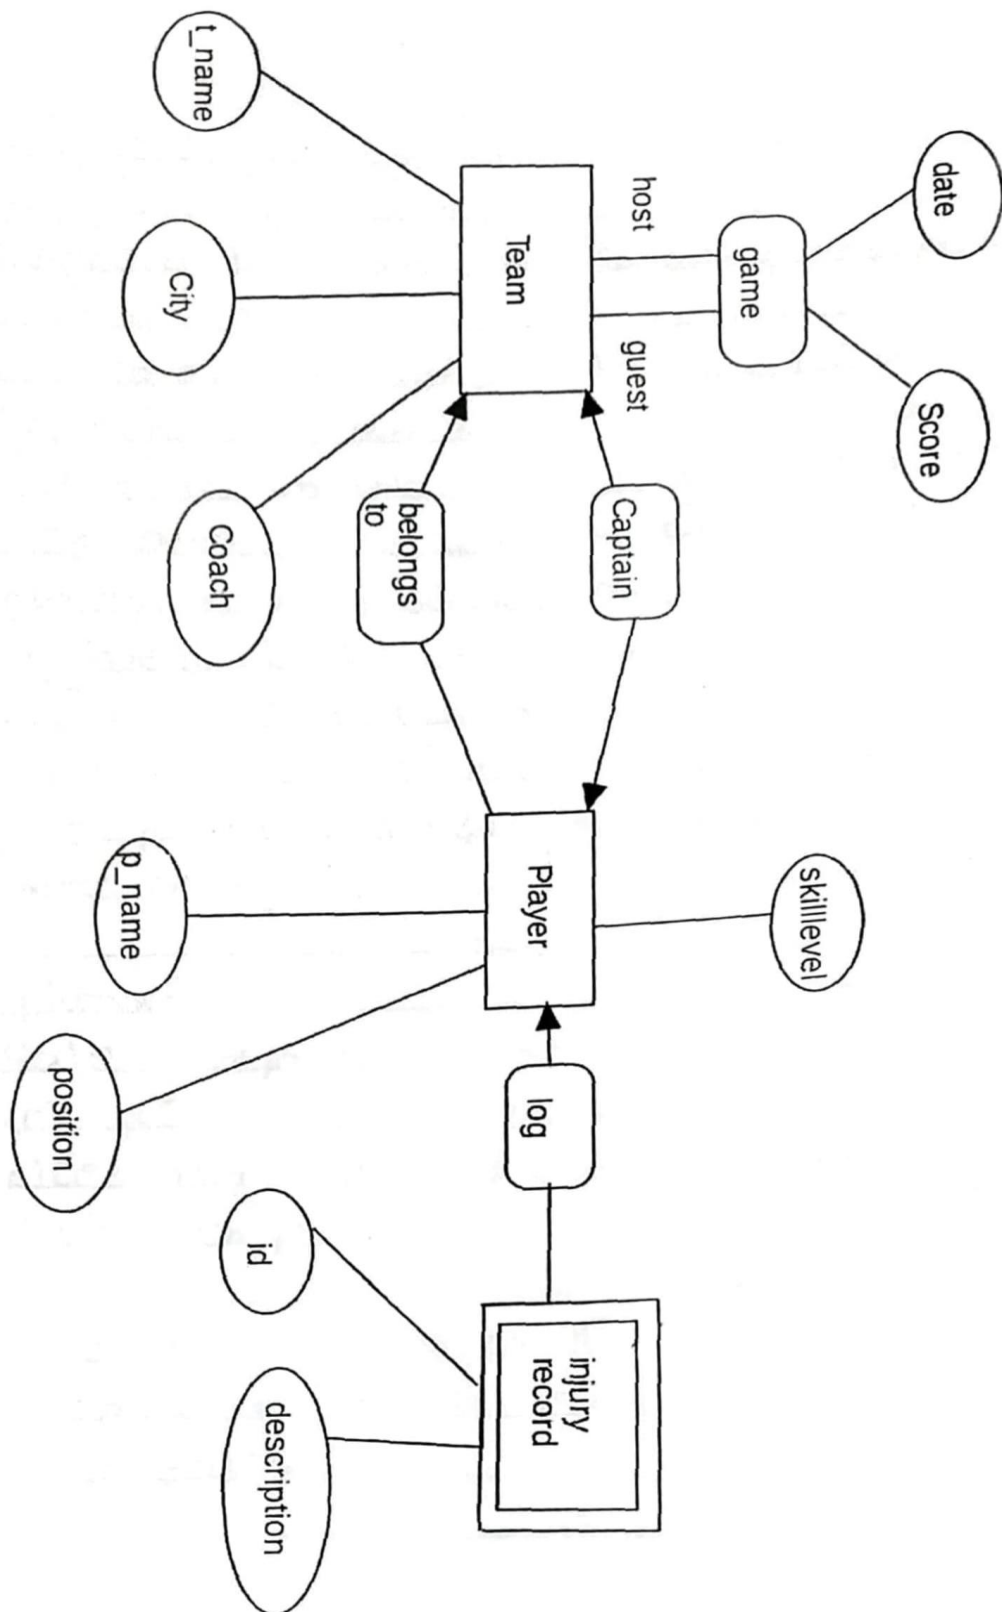 date
Score
game
host
guest
t_name
Team
City
Coach
Captain
belongs
to
skilllevel
Player
p_name
position
log
id
injury
record
description